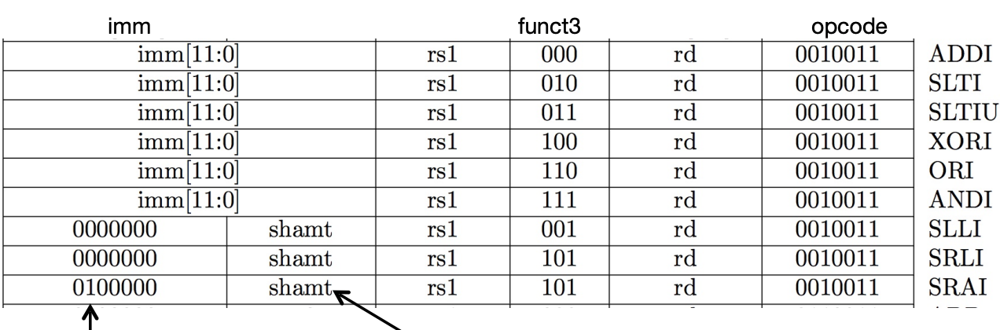 imm funct3 opcode
imm[11:0] rs1 000 rd 0010011 ADDI
imm[11:0] rs1 010 rd 0010011 SLTI
imm[11:0] rs1 011 rd 0010011 SLTIU
imm[11:0] rs1 100 rd 0010011 XORI
imm[11:0] rs1 110 rd 0010011 ORI
imm[11:0] rs1 111 rd 0010011 ANDI
0000000 shamt rs1 001 rd 0010011 SLLI
0000000 shamt rs1 101 rd 0010011 SRLI
0100000 shamt rs1 101 rd 0010011 SRAI